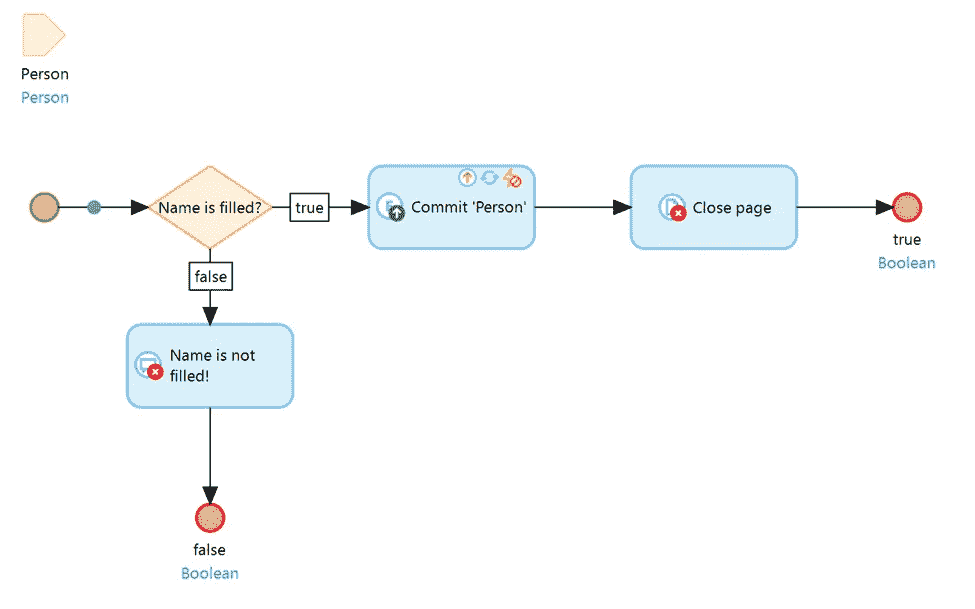 Person
Person
Name is filled?
true
Commit 'Person'
Close page
true
Boolean
false
Name is not
filled!
false
Boolean